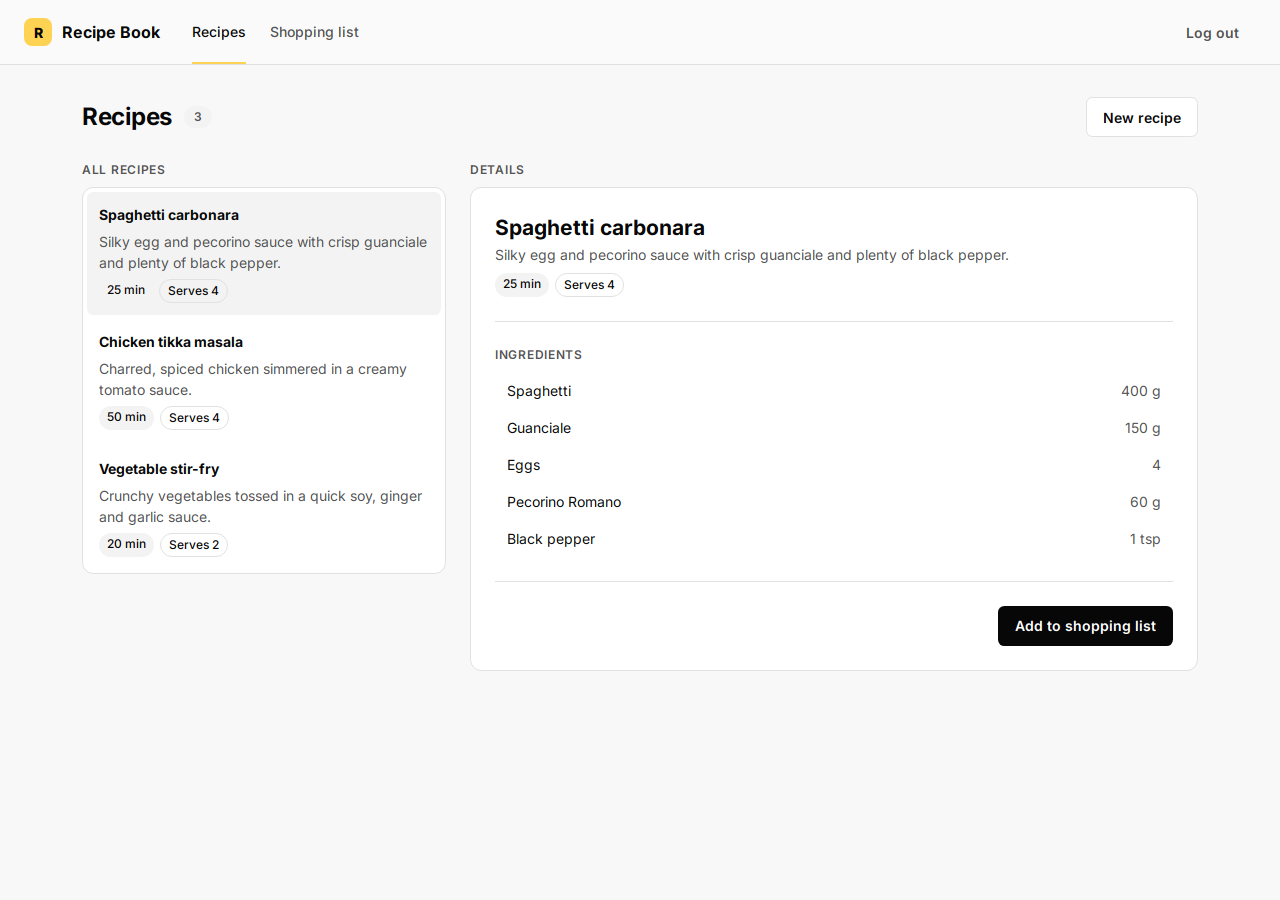 R Recipe Book Recipes Shopping list Log out
Recipes 3 New recipe
ALL RECIPES
Spaghetti carbonara
Silky egg and pecorino sauce with crisp guanciale
and plenty of black pepper.
25 min Serves 4
Chicken tikka masala
Charred, spiced chicken simmered in a creamy
tomato sauce.
50 min Serves 4
Vegetable stir-fry
Crunchy vegetables tossed in a quick soy, ginger
and garlic sauce.
20 min Serves 2
DETAILS
Spaghetti carbonara
Silky egg and pecorino sauce with crisp guanciale and plenty of black pepper.
25 min Serves 4
INGREDIENTS
Spaghetti 400 g
Guanciale 150 g
Eggs 4
Pecorino Romano 60 g
Black pepper 1 tsp
Add to shopping list